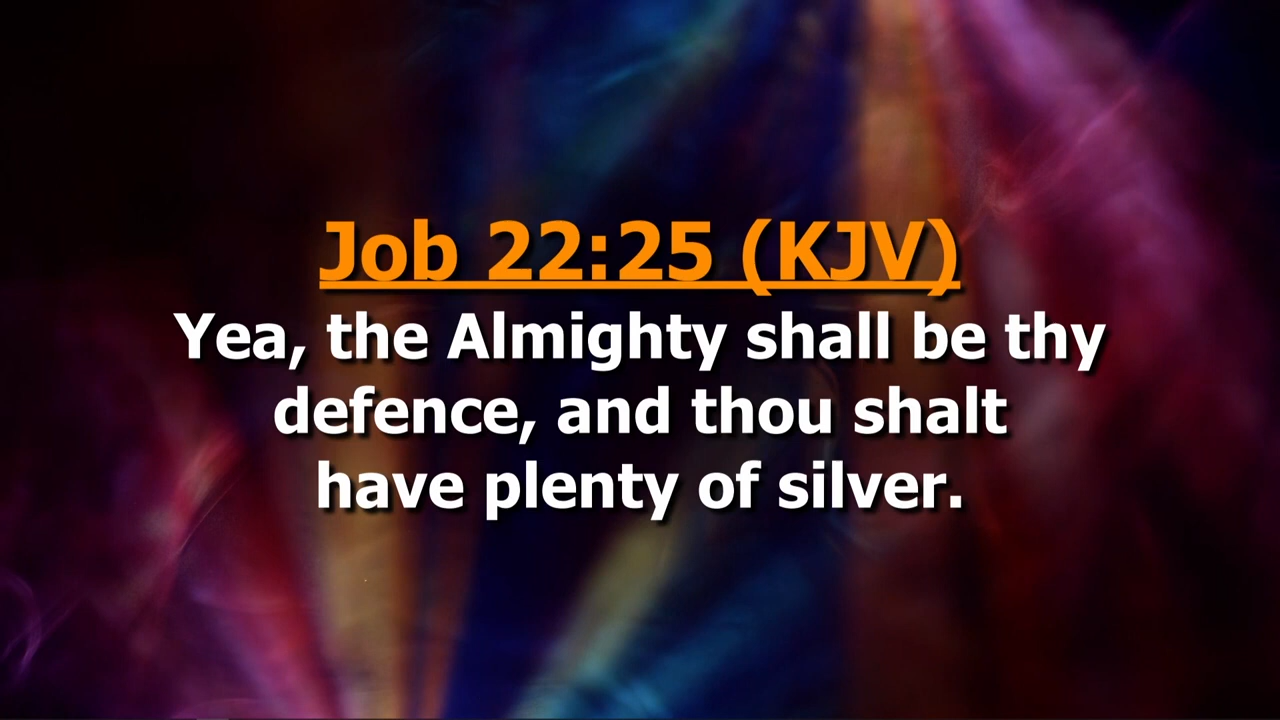 Job 22:25 (KJV)
Yea, the Almighty shall be thy
defence, and thou shalt
have plenty of silver.